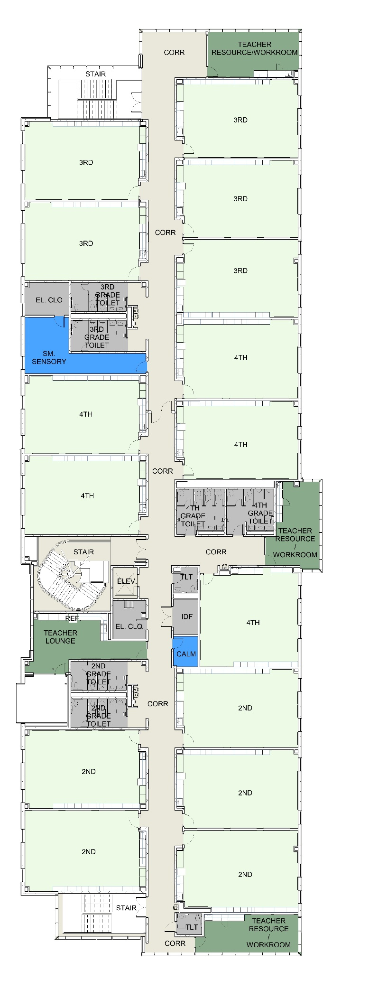 TEACHER
RESOURCE/WORKROOM
CORR
STAIR
3RD
3RD
3RD
CORR
3RD
3RD
3RD
GRADE
TOILET
EL. CLO
3RD
GRADE
TOILET
SM.
SENSORY
4TH
4TH
4TH
CORR
4TH
4TH
4TH
GRADE
TOILET
4TH
GRADE
TOILET
TEACHER
RESOURCE
/
WORKROOM
STAIR
CORR
TLT
ELEV.
IDF
REF.
EL. CLO.
4TH
TEACHER
LOUNGE
CALM
2ND
GRADE
TOILET
CORR
2ND
2ND
GRADE
TOILET
2ND
2ND
2ND
2ND
STAIR
TEACHER
RESOURCE
/
WORKROOM
TLT
CORR